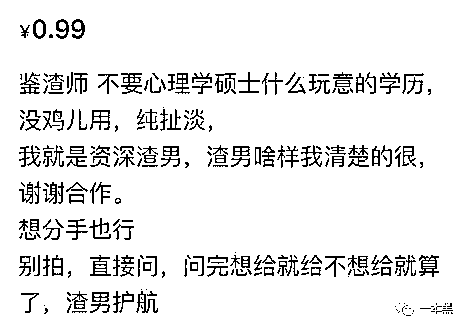 ¥0.99
鉴渣师 不要心理学硕士什么玩意的学历，
没鸡儿用，纯扯淡，
我就是资深渣男，渣男啥样我清楚的很，
谢谢合作。
想分手也行
别拍，直接问，问完想给就给不想给就算
了，渣男护航
一本黑